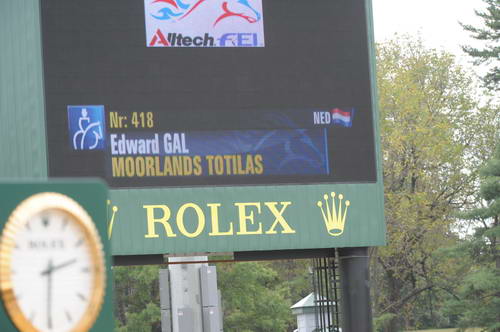 Alltech FEI
Nr: 418 NED
Edward GAL
MOORLANDS TOTILAS
ROLEX
ROLEX